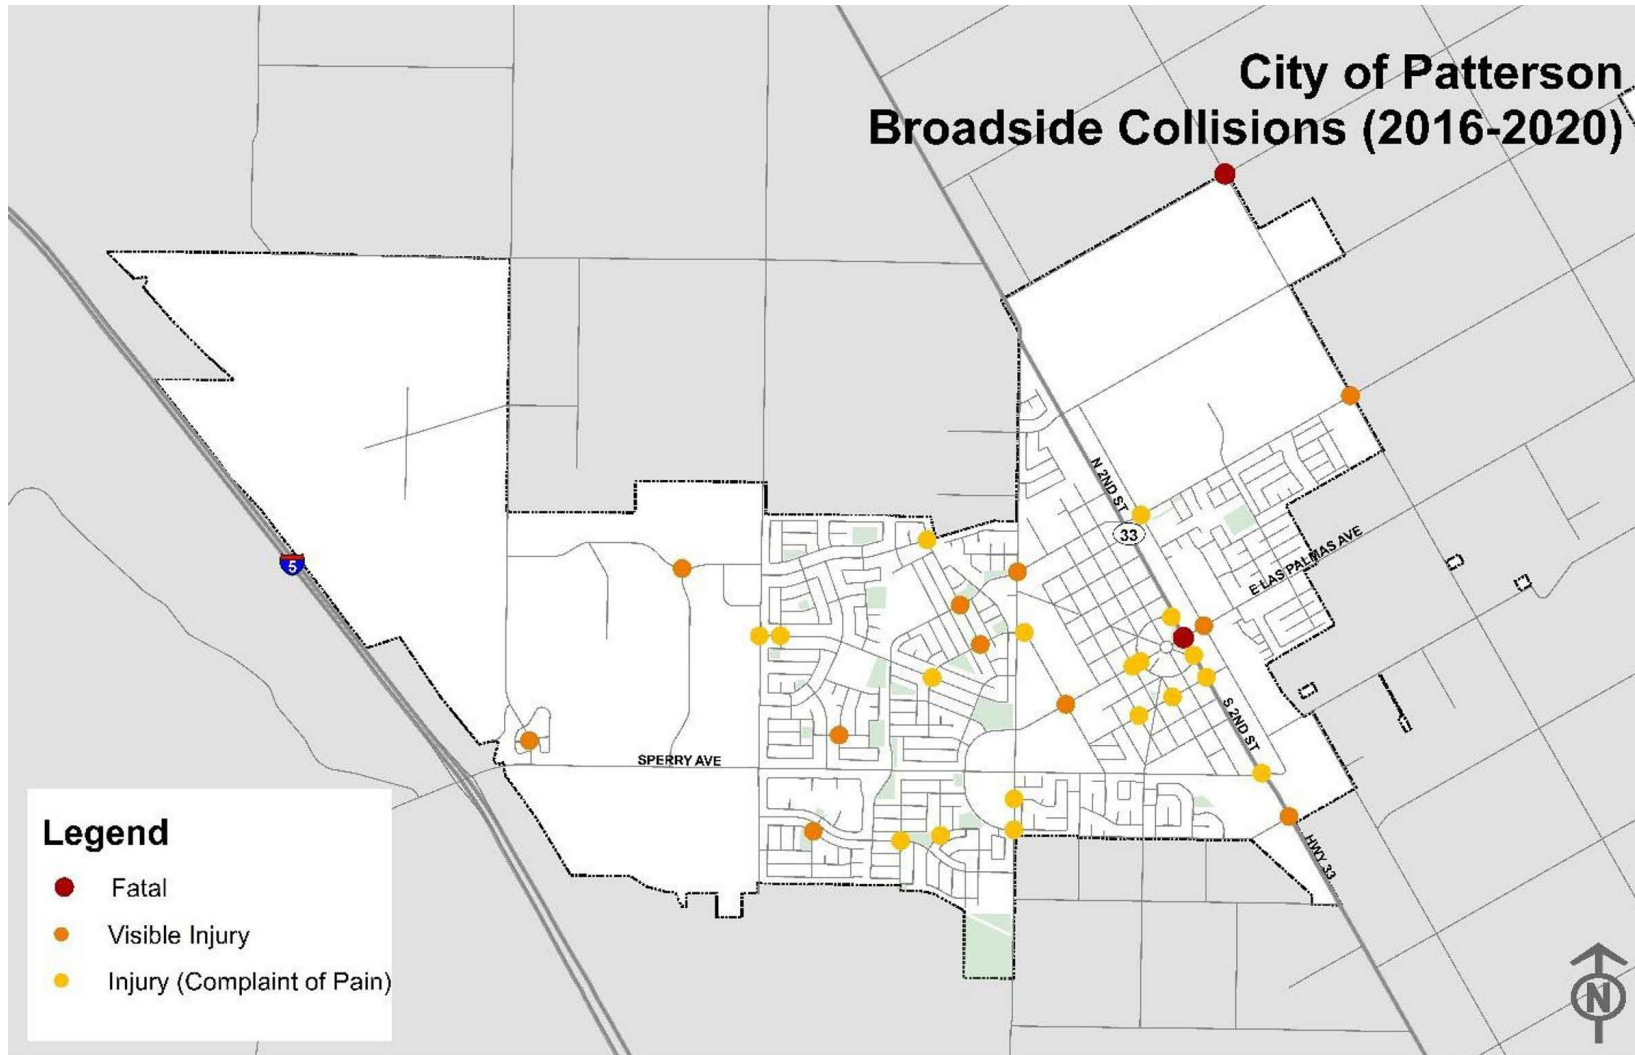 City of Patterson
Broadside Collisions (2016-2020)
N 2ND ST
33
5
E LAS PALMAS AVE
S 2ND ST
SPERRY AVE
HWY 33
Legend
Fatal
Visible Injury
Injury (Complaint of Pain)
N